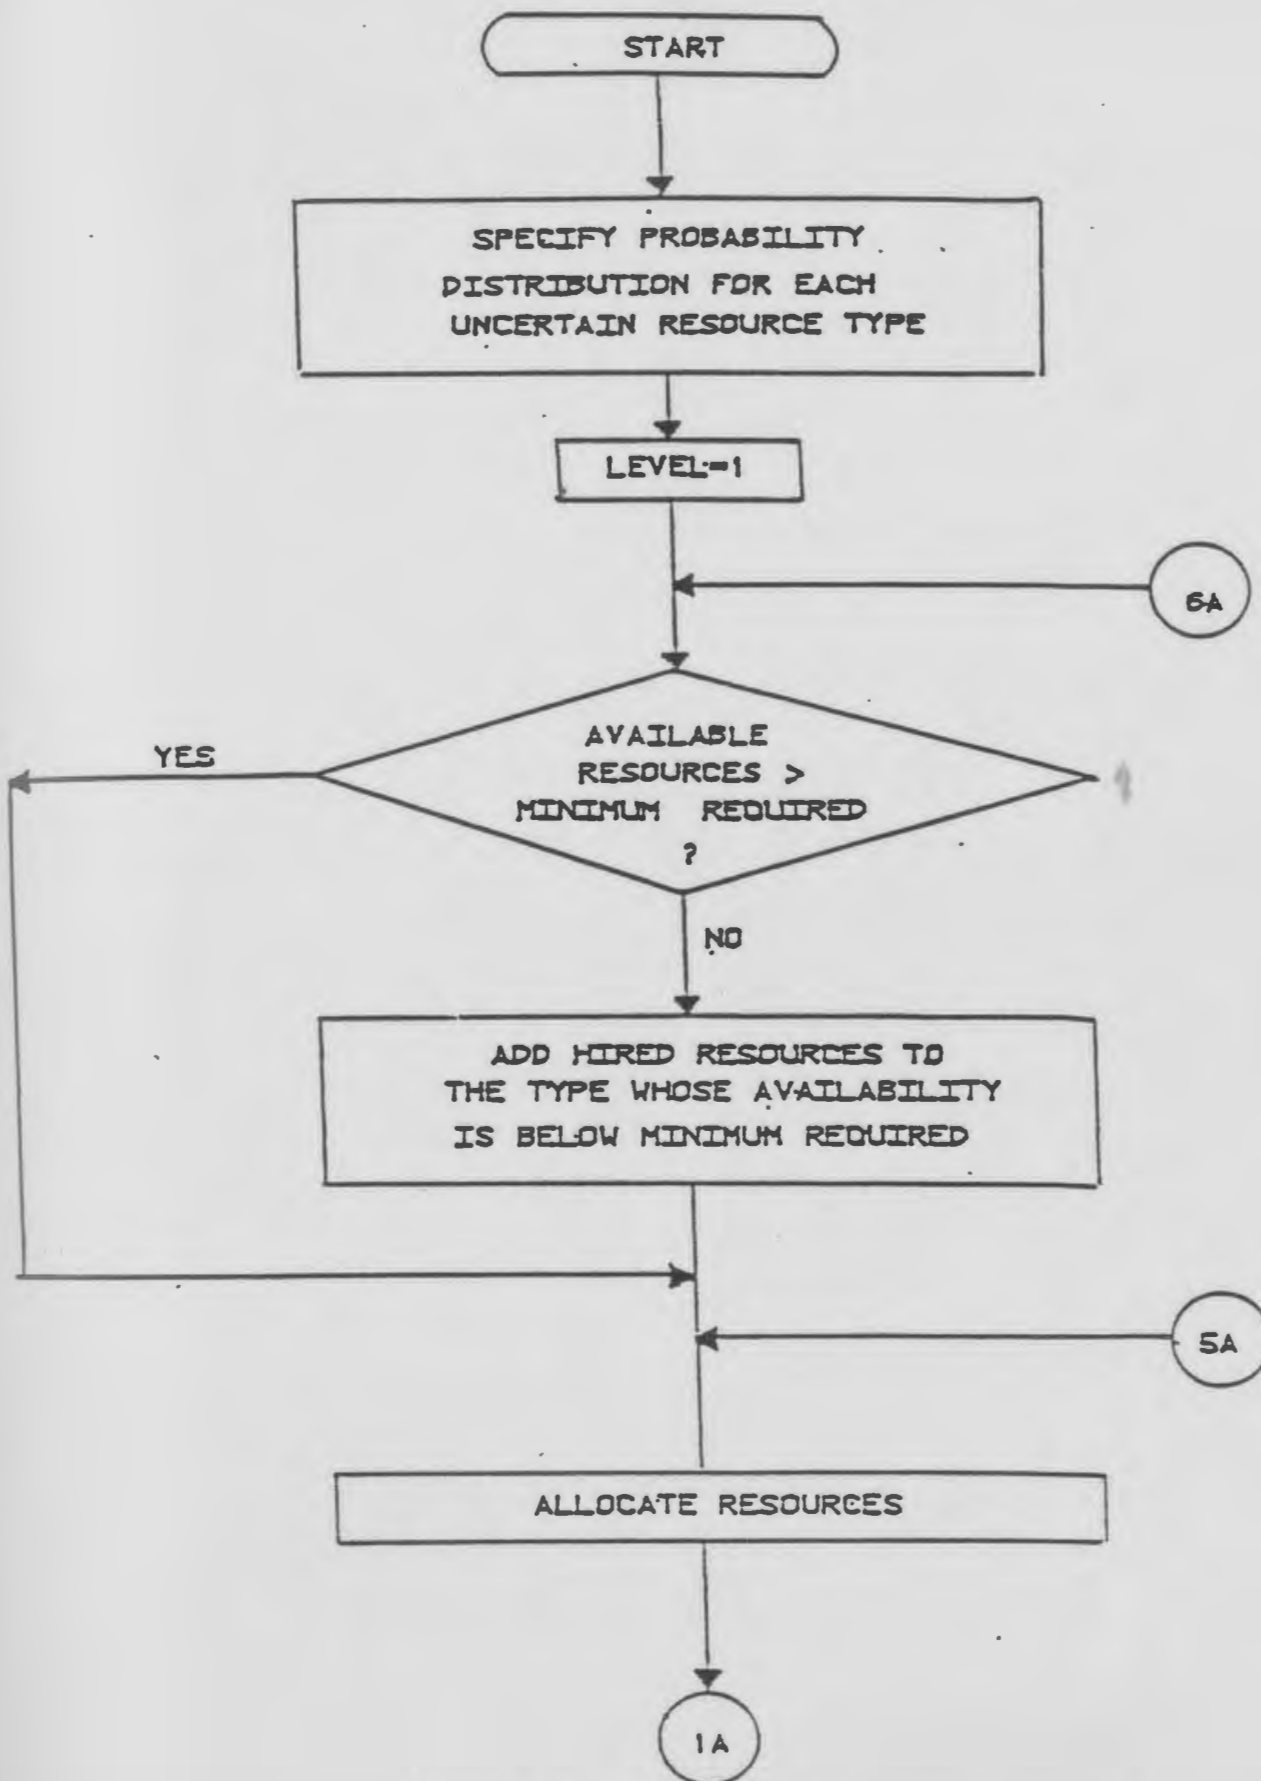 START
SPECIFY PROBABILITY
DISTRIBUTION FOR EACH
UNCERTAIN RESOURCE TYPE
LEVEL=1
6A
AVAILABLE
RESOURCES >
MINIMUM REQUIRED
?
YES
NO
ADD HIRED RESOURCES TO
THE TYPE WHOSE AVAILABILITY
IS BELOW MINIMUM REQUIRED
5A
ALLOCATE RESOURCES
1A